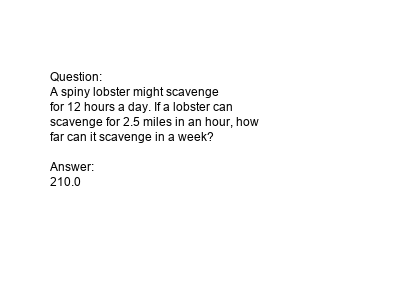 Question:
A spiny lobster might scavenge
for 12 hours a day. If a lobster can
scavenge for 2.5 miles in an hour, how
far can it scavenge in a week?
Answer:
210.0